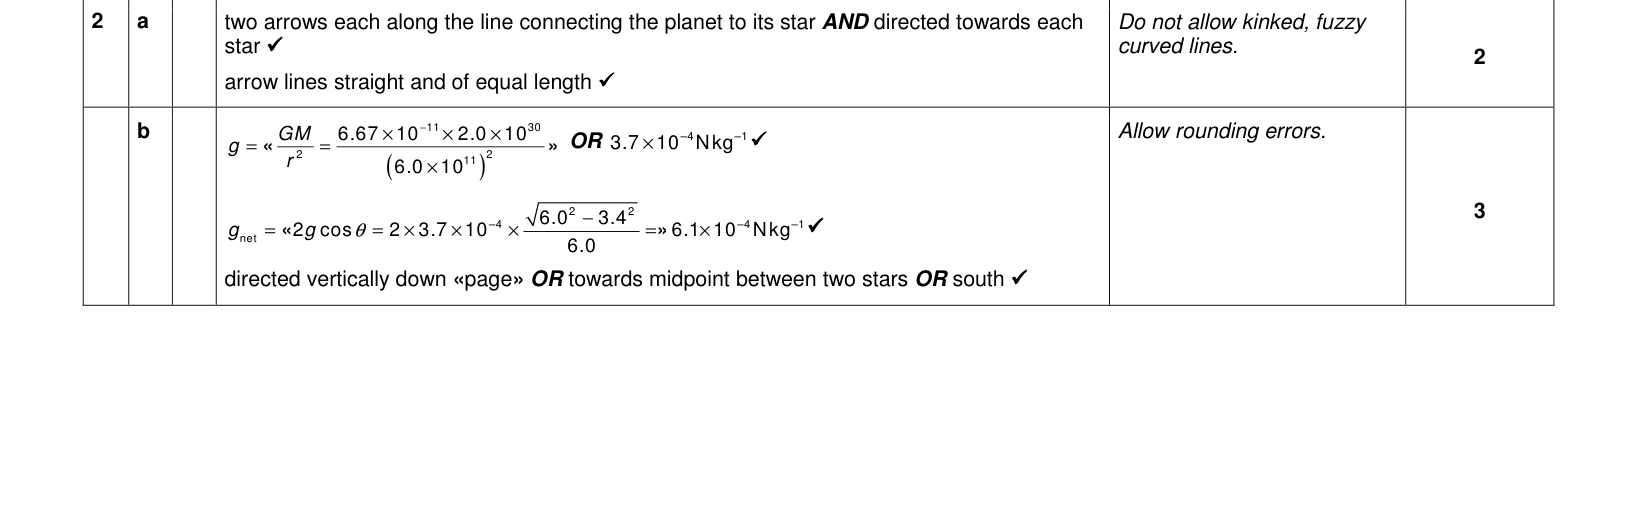 2 a two arrows each along the line connecting the planet to its star AND directed towards each Do not allow kinked, fuzzy
star ✓ curved lines.
2
arrow lines straight and of equal length ✓
b g = «GM/r² = (6.67×10⁻¹¹×2.0×10³⁰)/(6.0×10¹¹)²» OR 3.7×10⁻⁴Nkg⁻¹✓ Allow rounding errors.
3
g_net = «2g cos θ = 2×3.7×10⁻⁴×√(6.0² − 3.4²)/6.0 =» 6.1×10⁻⁴Nkg⁻¹✓
directed vertically down «page» OR towards midpoint between two stars OR south ✓